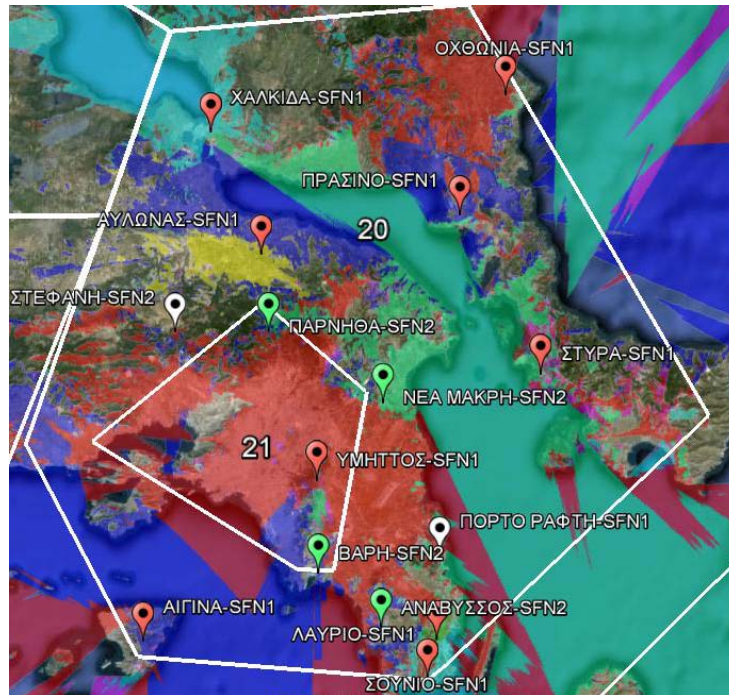 ΟΧΘΩΝΙΑ-SFN1
ΧΑΛΚΙΔΑ-SFN1
ΠΡΑΣΙΝΟ-SFN1
ΑΥΛΩΝΑΣ-SFN1
20
ΣΤΕΦΑΝΗ-SFN2
ΠΑΡΝΗΘΑ-SFN2
ΣΤΥΡΑ-SFN1
ΝΕΑ ΜΑΚΡΗ-SFN2
21
ΥΜΗΤΤΟΣ-SFN1
ΠΟΡΤΟ ΡΑΦΤΗ-SFN1
ΒΑΡΗ-SFN2
ΑΙΓΙΝΑ-SFN1
ΑΝΑΒΥΣΣΟΣ-SFN2
ΛΑΥΡΙΟ-SFN1
ΣΟΥΝΙΟ-SFN1